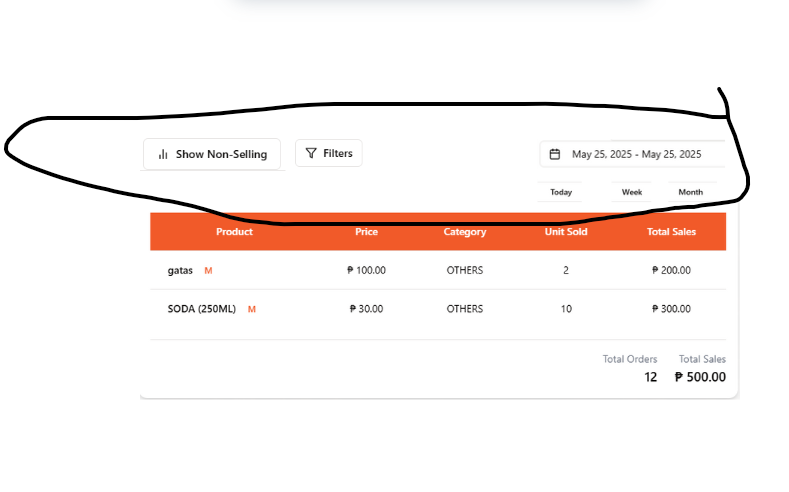 Show Non-Selling Filters May 25, 2025 - May 25, 2025
Today Week Month
Product Price Category Unit Sold Total Sales
gatas M ₱ 100.00 OTHERS 2 ₱ 200.00
SODA (250ML) M ₱ 30.00 OTHERS 10 ₱ 300.00
Total Orders Total Sales
12 ₱ 500.00